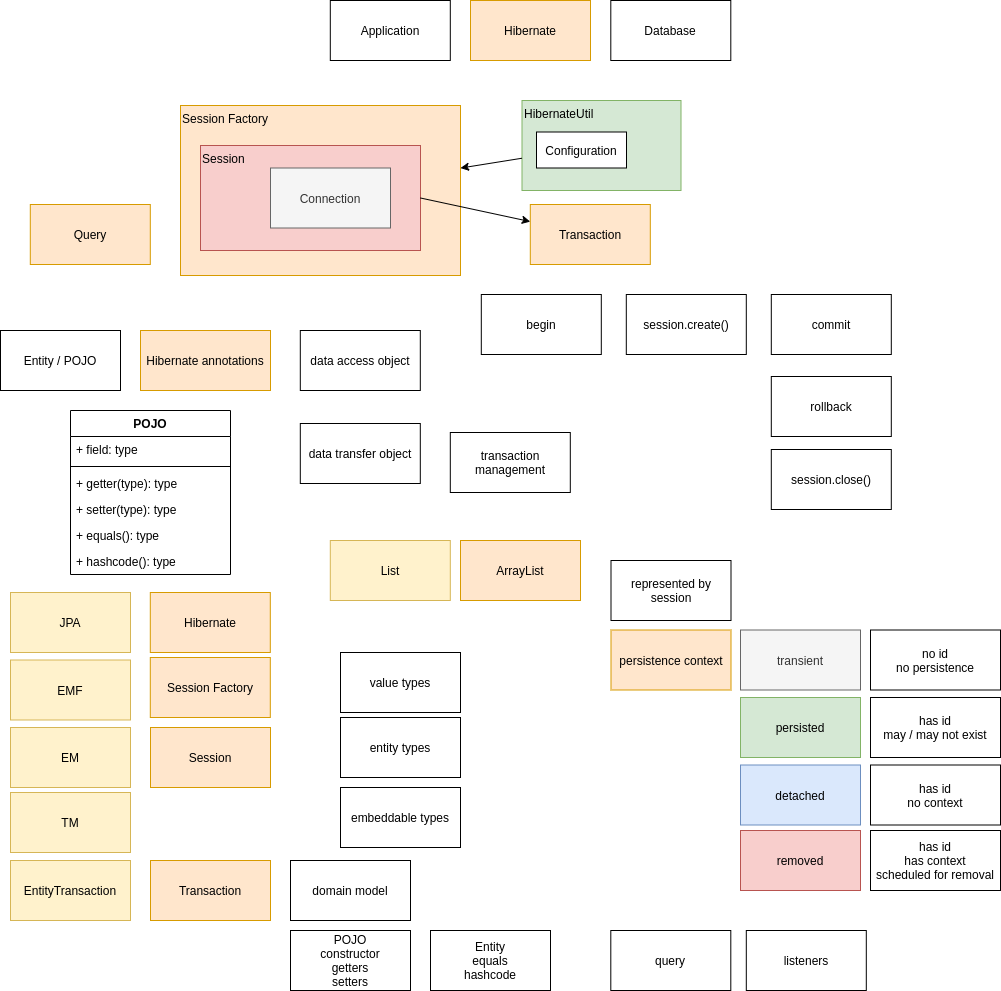 Application
Hibernate
Database
Session Factory
HibernateUtil
Configuration
Session
Connection
Query
Transaction
begin
session.create()
commit
Entity / POJO
Hibernate annotations
data access object
rollback
POJO
+ field: type
+ getter(type): type
+ setter(type): type
+ equals(): type
+ hashcode(): type
data transfer object
transaction
management
session.close()
List
ArrayList
represented by
session
JPA
Hibernate
persistence context
transient
no id
no persistence
EMF
Session Factory
value types
persisted
has id
may / may not exist
EM
Session
entity types
detached
has id
no context
TM
embeddable types
removed
has id
has context
scheduled for removal
EntityTransaction
Transaction
domain model
POJO
constructor
getters
setters
Entity
equals
hashcode
query
listeners